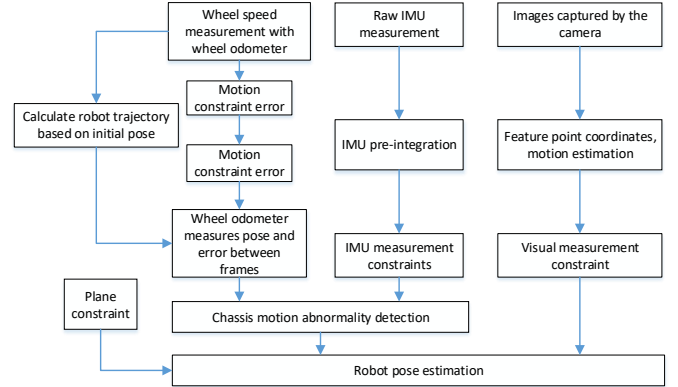 Wheel speed
measurement with
wheel odometer
Raw IMU
measurement
Images captured by the
camera
Motion
constraint error
Calculate robot trajectory
based on initial pose
Motion
constraint error
IMU pre-integration
Feature point coordinates,
motion estimation
Wheel odometer
measures pose and
error between
frames
IMU measurement
constraints
Visual measurement
constraint
Plane
constraint
Chassis motion abnormality detection
Robot pose estimation